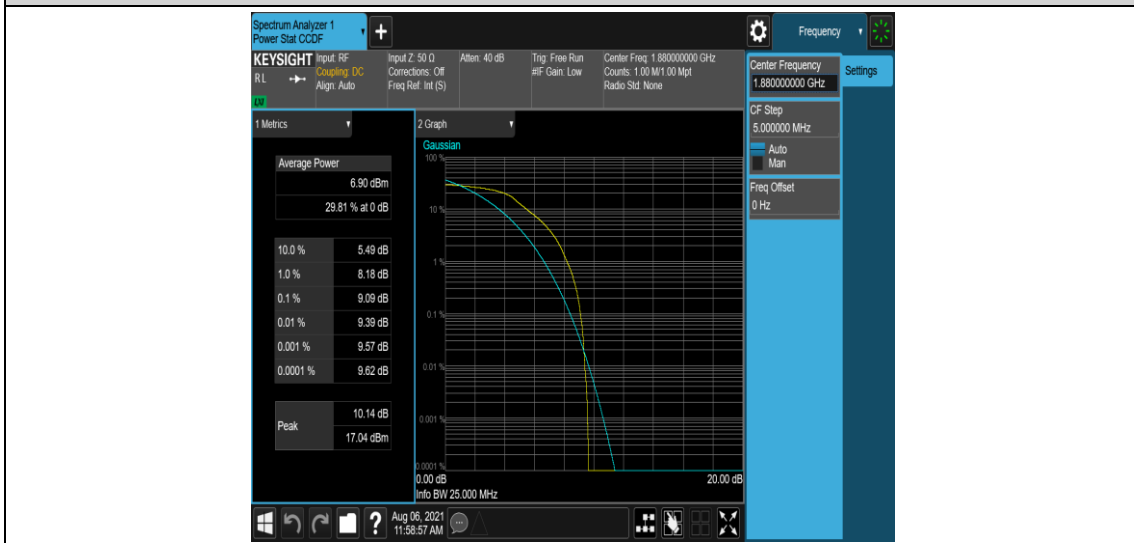 Spectrum Analyzer 1
Power Stat CCDF
+
Frequency
KEYSIGHT
RL
LXI
Input: RF
Coupling: DC
Align: Auto
Input Z: 50 Ω
Corrections: Off
Freq Ref: Int (S)
Atten: 40 dB
Trig: Free Run
#IF Gain: Low
Center Freq: 1.880000000 GHz
Counts: 1.00 M/1.00 Mpt
Radio Std: None
Center Frequency
1.880000000 GHz
Settings
CF Step
5.000000 MHz
Auto
Man
Freq Offset
0 Hz
1 Metrics
Average Power
6.90 dBm
29.81 % at 0 dB
10.0 % 5.49 dB
1.0 % 8.18 dB
0.1 % 9.09 dB
0.01 % 9.39 dB
0.001 % 9.57 dB
0.0001 % 9.62 dB
Peak
10.14 dB
17.04 dBm
2 Graph
Gaussian
100 %
10 %
1 %
0.1 %
0.01 %
0.001 %
0.0001 %
0.00 dB 20.00 dB
Info BW 25.000 MHz
?
Aug 06, 2021
11:58:57 AM